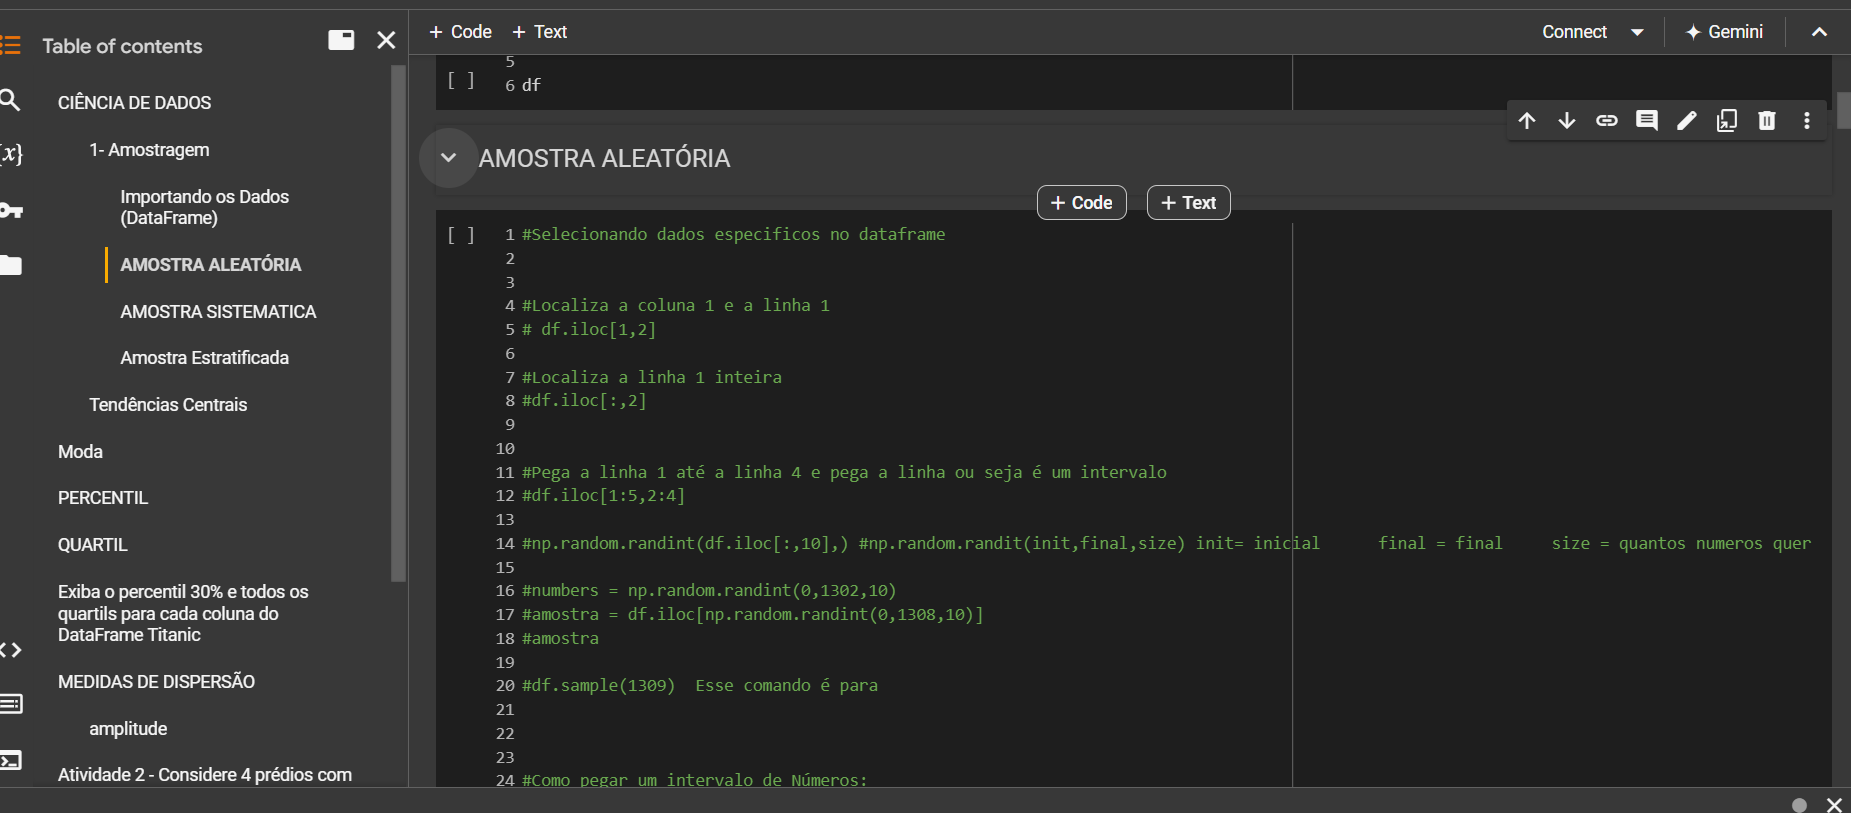 Table of contents
CIÊNCIA DE DADOS
1- Amostragem
Importando os Dados
(DataFrame)
AMOSTRA ALEATÓRIA
AMOSTRA SISTEMATICA
Amostra Estratificada
Tendências Centrais
Moda
PERCENTIL
QUARTIL
Exiba o percentil 30% e todos os
quartils para cada coluna do
DataFrame Titanic
MEDIDAS DE DISPERSÃO
amplitude
Atividade 2 - Considere 4 prédios com
{x}
+ Code + Text
Connect
Gemini
5
[ ] 6 df
AMOSTRA ALEATÓRIA
+ Code + Text
[ ] 1 #Selecionando dados especificos no dataframe
2
3
4 #Localiza a coluna 1 e a linha 1
5 # df.iloc[1,2]
6
7 #Localiza a linha 1 inteira
8 #df.iloc[:,2]
9
10
11 #Pega a linha 1 até a linha 4 e pega a linha ou seja é um intervalo
12 #df.iloc[1:5,2:4]
13
14 #np.random.randint(df.iloc[:,10],) #np.random.randit(init,final,size) init= inicial      final = final     size = quantos numeros quer
15
16 #numbers = np.random.randint(0,1302,10)
17 #amostra = df.iloc[np.random.randint(0,1308,10)]
18 #amostra
19
20 #df.sample(1309)  Esse comando é para
21
22
23
24 #Como pegar um intervalo de Números: